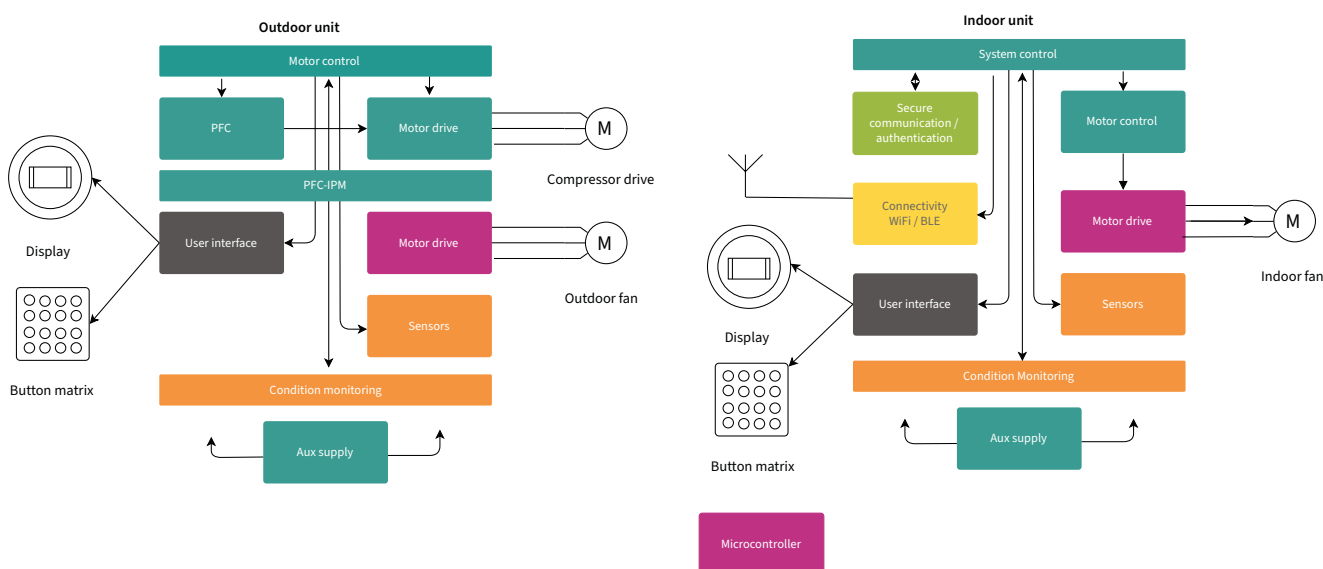 Outdoor unit
Motor control
PFC
Motor drive
M
Compressor drive
PFC-IPM
User interface
Motor drive
M
Display
Outdoor fan
Sensors
Button matrix
Condition monitoring
Aux supply
Indoor unit
System control
Secure
communication /
authentication
Motor control
Connectivity
WiFi / BLE
Motor drive
M
Indoor fan
User interface
Sensors
Display
Condition Monitoring
Button matrix
Aux supply
Microcontroller